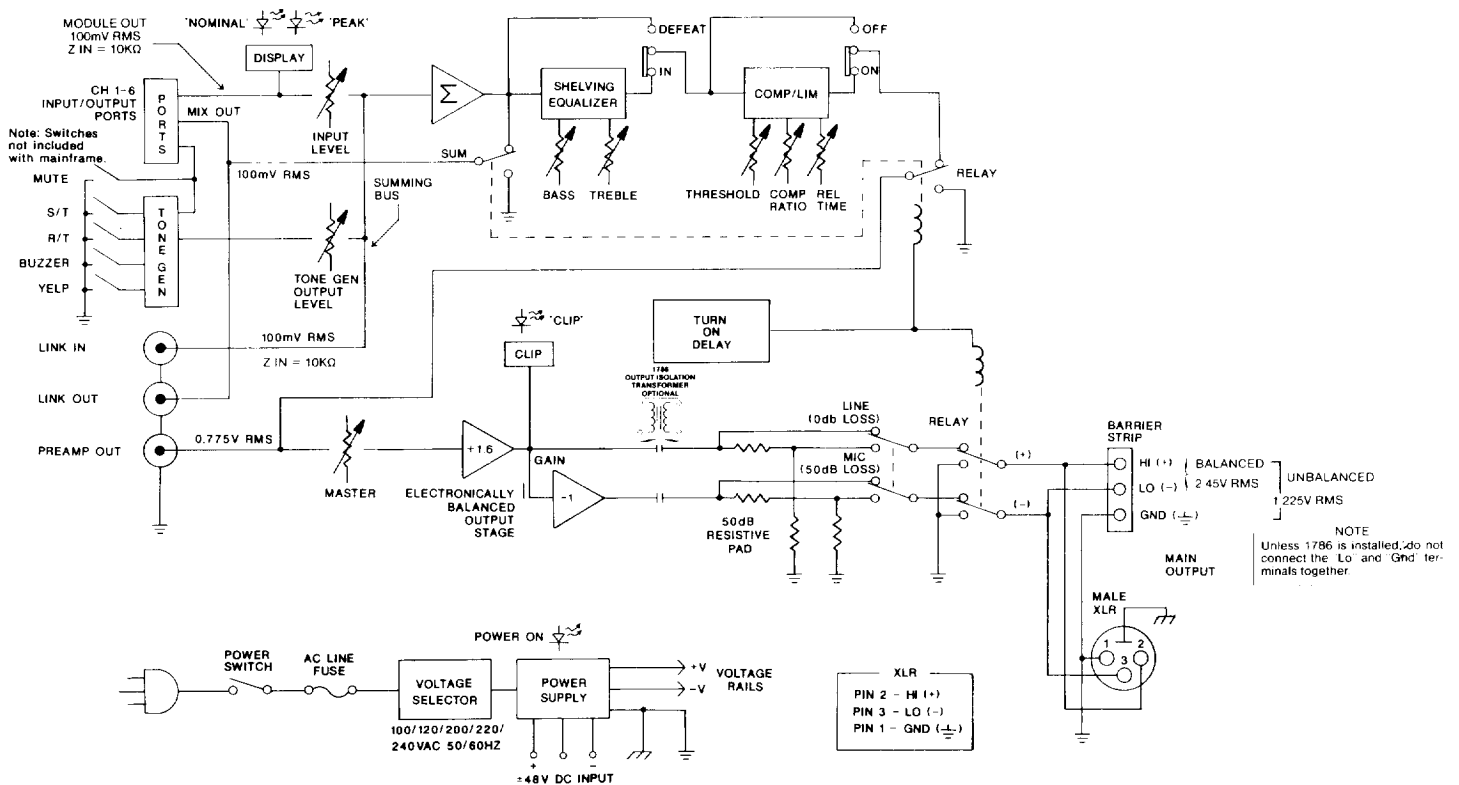 MODULE OUT
100mV RMS
Z IN = 10KΩ
'NOMINAL'
'PEAK'
DISPLAY
CH 1-6
INPUT/OUTPUT
PORTS
PORTS
MIX OUT
Note: Switches
not included
with mainframe.
INPUT
LEVEL
Σ
SUM
100mV RMS
SUMMING
BUS
SHELVING
EQUALIZER
DEFEAT
IN
BASS
TREBLE
COMP/LIM
OFF
ON
THRESHOLD
COMP
RATIO
REL
TIME
RELAY
MUTE
S/T
R/T
BUZZER
YELP
TONE GEN
TONE GEN
OUTPUT
LEVEL
LINK IN
100mV RMS
Z IN = 10KΩ
LINK OUT
PREAMP OUT
0.775V RMS
MASTER
'CLIP'
CLIP
+1.6
GAIN
-1
ELECTRONICALLY
BALANCED
OUTPUT
STAGE
TURN
ON
DELAY
1786
OUTPUT ISOLATION
TRANSFORMER
OPTIONAL
LINE
(0db LOSS)
MIC
(50dB LOSS)
50dB
RESISTIVE
PAD
RELAY
(+)
(-)
BARRIER
STRIP
HI (+)
LO (-)
GND (⏚)
BALANCED
2.45V RMS
UNBALANCED
1.225V RMS
MAIN
OUTPUT
NOTE
Unless 1786 is installed, do not
connect the "Lo" and "Gnd" ter-
minals together.
MALE
XLR
1
2
3
POWER
SWITCH
AC LINE
FUSE
VOLTAGE
SELECTOR
100/120/200/220/
240VAC 50/60HZ
POWER ON
POWER
SUPPLY
+V
-V
VOLTAGE
RAILS
+
-
±48V DC INPUT
XLR
PIN 2 - HI (+)
PIN 3 - LO (-)
PIN 1 - GND (⏚)